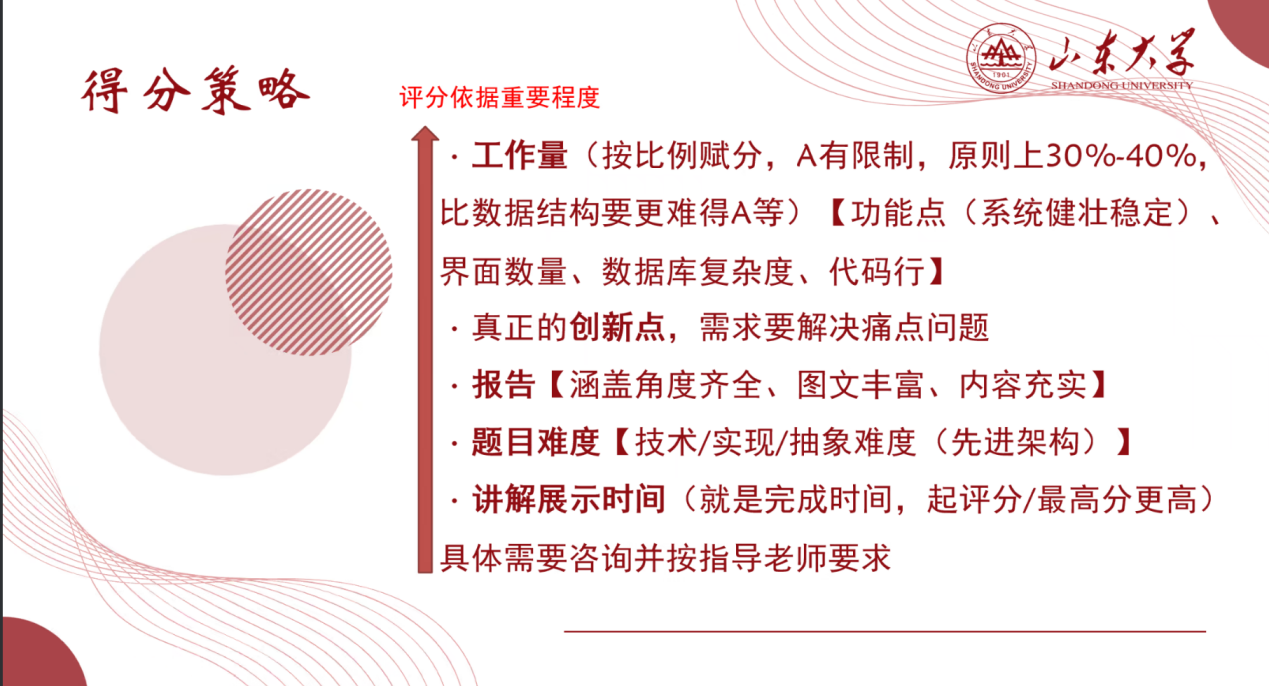 得分策略
评分依据重要程度
山东大学
SHANDONG UNIVERSITY
SHANDONG UNIVERSITY
1901
· 工作量（按比例赋分，A有限制，原则上30%-40%，
比数据结构要更难得A等）【功能点（系统健壮稳定）、
界面数量、数据库复杂度、代码行】
· 真正的创新点，需求要解决痛点问题
· 报告【涵盖角度齐全、图文丰富、内容充实】
· 题目难度【技术/实现/抽象难度（先进架构）】
· 讲解展示时间（就是完成时间，起评分/最高分更高）
具体需要咨询并按指导老师要求